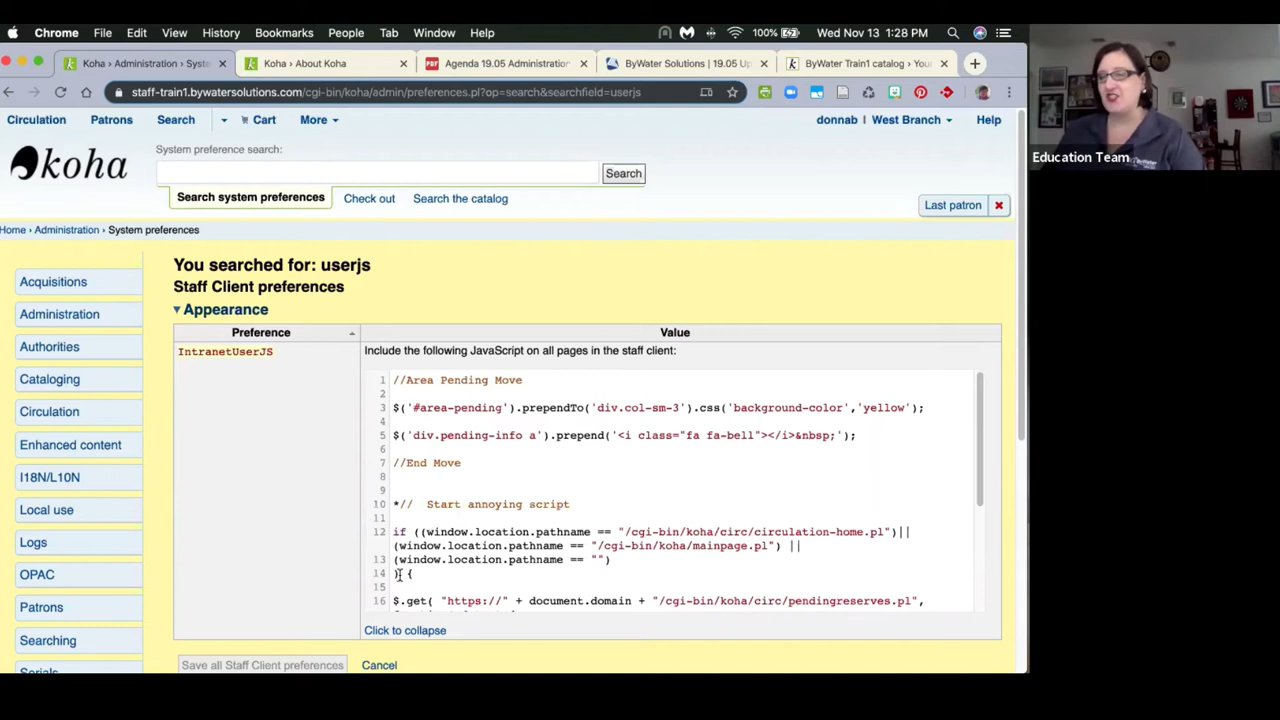 Chrome File Edit View History Bookmarks People Tab Window Help 100% Wed Nov 13 1:28 PM
Koha › Administration › Syste
Koha › About Koha
Agenda 19.05 Administration
ByWater Solutions | 19.05 Up
ByWater Train1 catalog › You
staff-train1.bywatersolutions.com/cgi-bin/koha/admin/preferences.pl?op=search&searchfield=userjs
Circulation Patrons Search Cart More donnab | West Branch Help
Education Team
koha
System preference search:
Search
Search system preferences Check out Search the catalog
Last patron
Home › Administration › System preferences
Acquisitions
Administration
Authorities
Cataloging
Circulation
Enhanced content
I18N/L10N
Local use
Logs
OPAC
Patrons
Searching
Serials
You searched for: userjs
Staff Client preferences
Appearance
Preference Value
IntranetUserJS
Include the following JavaScript on all pages in the staff client:
1 //Area Pending Move
2
3 $('#area-pending').prependTo('div.col-sm-3').css('background-color','yellow');
4
5 $('div.pending-info a').prepend('<i class="fa fa-bell"></i>&nbsp;');
6
7 //End Move
8
9
10 *// Start annoying script
11
12 if ((window.location.pathname == "/cgi-bin/koha/circ/circulation-home.pl")||
(window.location.pathname == "/cgi-bin/koha/mainpage.pl") ||
13 (window.location.pathname == "")
14 ) {
15
16 $.get( "https://" + document.domain + "/cgi-bin/koha/circ/pendingreserves.pl",
Click to collapse
Save all Staff Client preferences Cancel